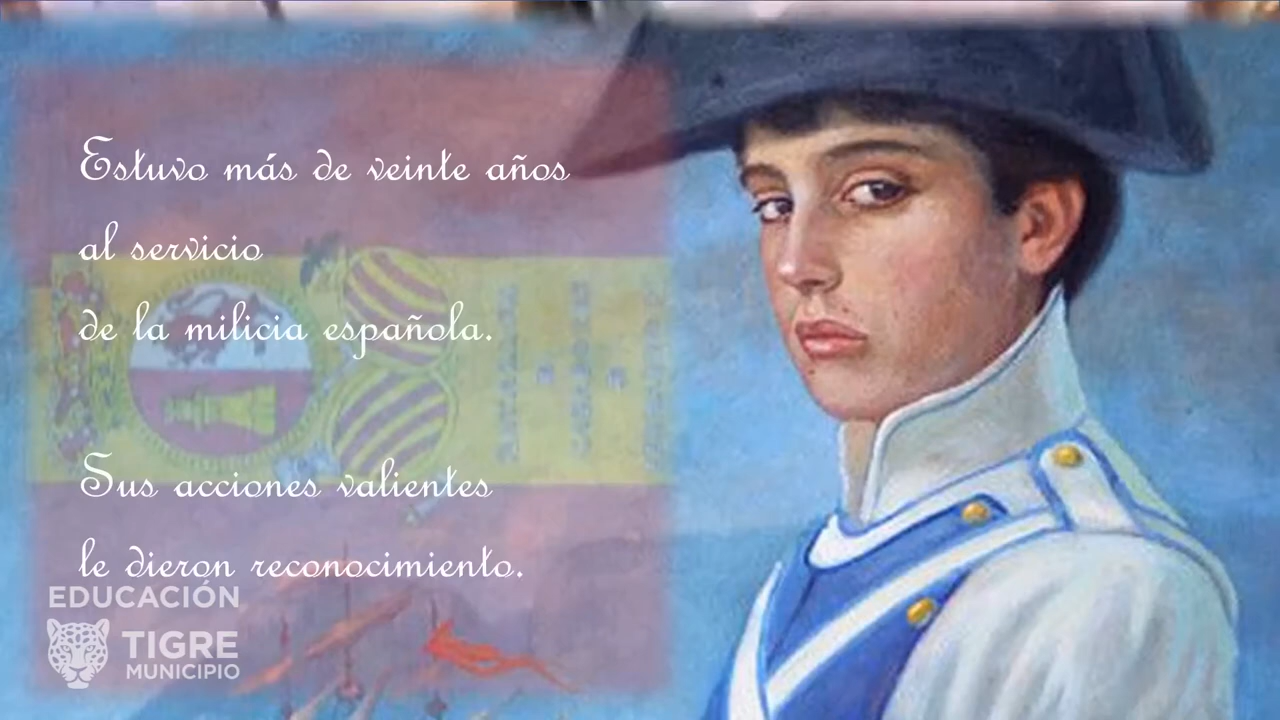 Estuvo más de veinte años
al servicio
de la milicia española.
Sus acciones valientes
le dieron reconocimiento.
EDUCACIÓN
TIGRE
MUNICIPIO